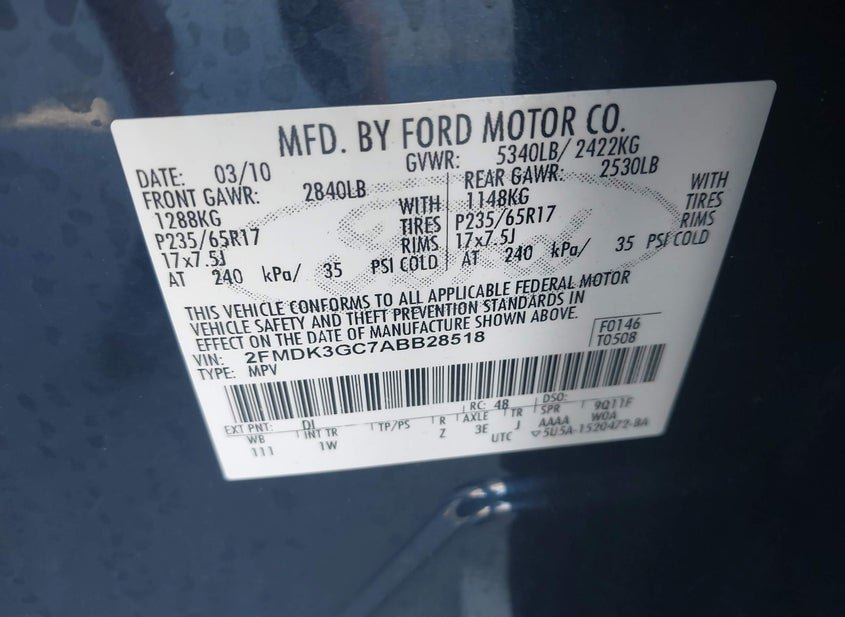 MFD. BY FORD MOTOR CO.
DATE: 03/10 GVWR: 5340LB/ 2422KG
FRONT GAWR: 2840LB REAR GAWR: 2530LB
1288KG WITH 1148KG WITH
P235/65R17 TIRES P235/65R17 TIRES
17x7.5J RIMS 17x7.5J RIMS
AT 240 kPa/ 35 PSI COLD AT 240 kPa/ 35 PSI COLD
THIS VEHICLE CONFORMS TO ALL APPLICABLE FEDERAL MOTOR
VEHICLE SAFETY AND THEFT PREVENTION STANDARDS IN
EFFECT ON THE DATE OF MANUFACTURE SHOWN ABOVE.
VIN: 2FMDK3GC7ABB28518 F0146
TYPE: MPV T0508
EXT PNT: DJ RC: 48 DSO: 9Q11F
WB INT TR TP/PS R AXLE TR SPR W0A
111 1W Z 3E J AAAA
UTC ▽5U5A-1520472-BA